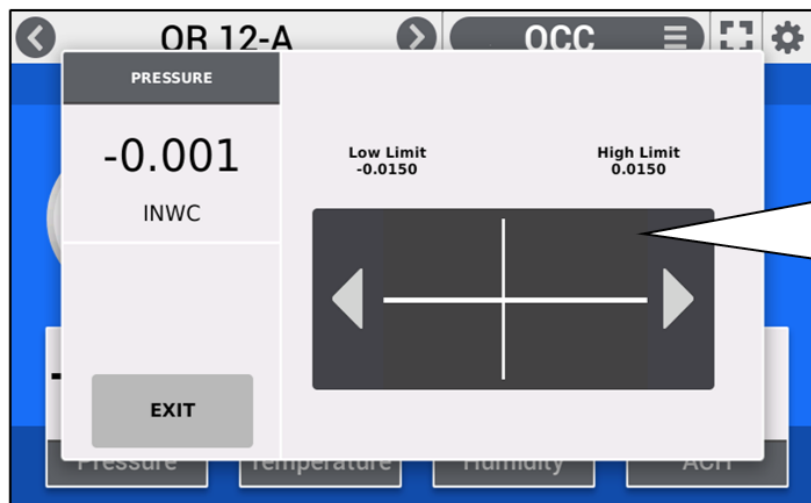 OR 12-A
OCC
PRESSURE
-0.001
INWC
Low Limit
-0.0150
High Limit
0.0150
EXIT
Pressure
Temperature
Humidity
ACH